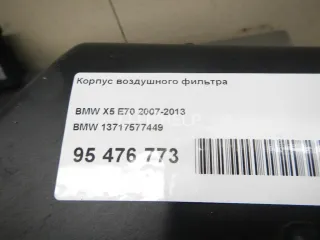 Корпус воздушного фильтра
BMW X5 E70 2007-2013
BMW 13717577449
95 476 773